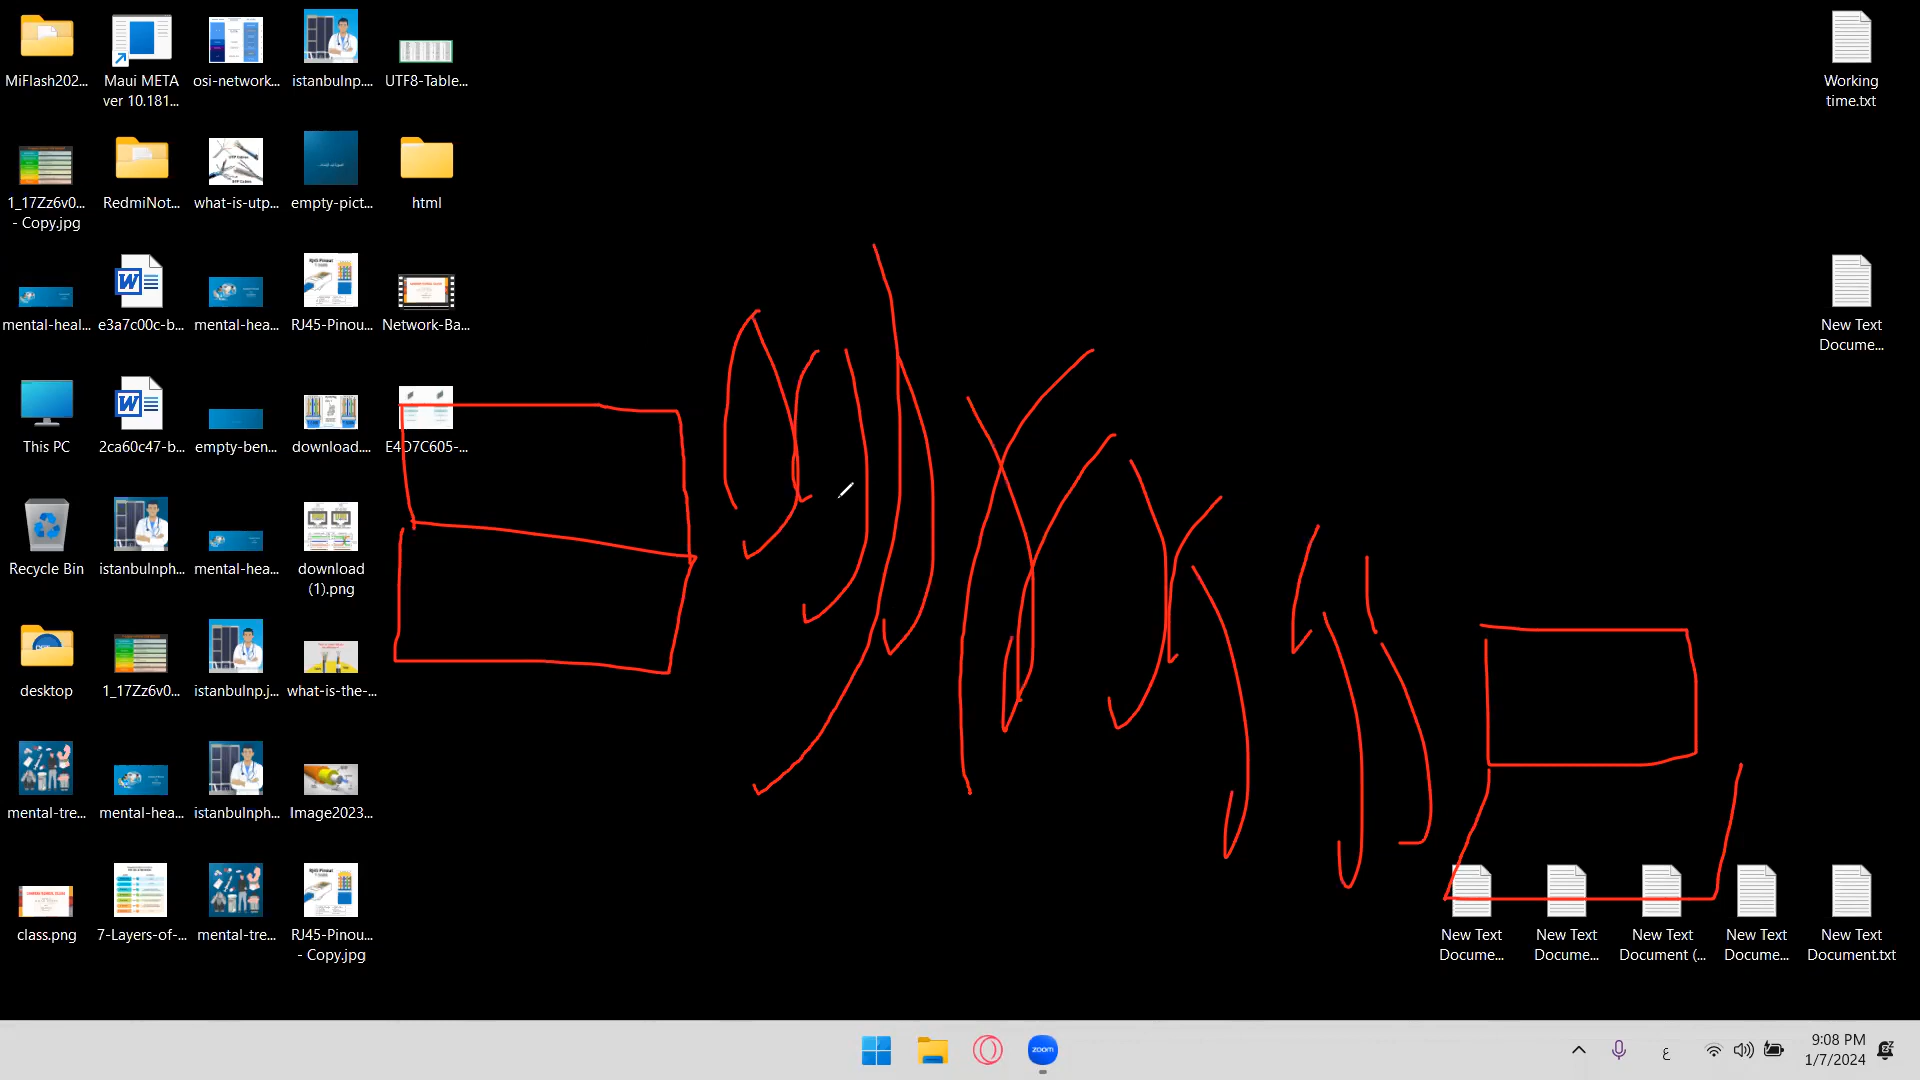 MiFlash202...
Maui META
ver 10.181...
osi-network...
istanbulnp....
UTF8-Table...
Working
time.txt
1_17Zz6v0...
- Copy.jpg
RedmiNot...
what-is-utp...
empty-pict...
html
mental-heal...
e3a7c00c-b...
mental-hea...
RJ45-Pinou...
Network-Ba...
New Text
Docume...
This PC
2ca60c47-b...
empty-ben...
download....
E4D7C605-...
Recycle Bin
istanbulnph...
mental-hea...
download
(1).png
desktop
1_17Zz6v0...
istanbulnp.j...
what-is-the-...
mental-tre...
mental-hea...
istanbulnph...
Image2023...
class.png
7-Layers-of-...
mental-tre...
RJ45-Pinou...
- Copy.jpg
New Text
Docume...
New Text
Docume...
New Text
Document (...
New Text
Docume...
New Text
Document.txt
zoom
ع
9:08 PM
1/7/2024